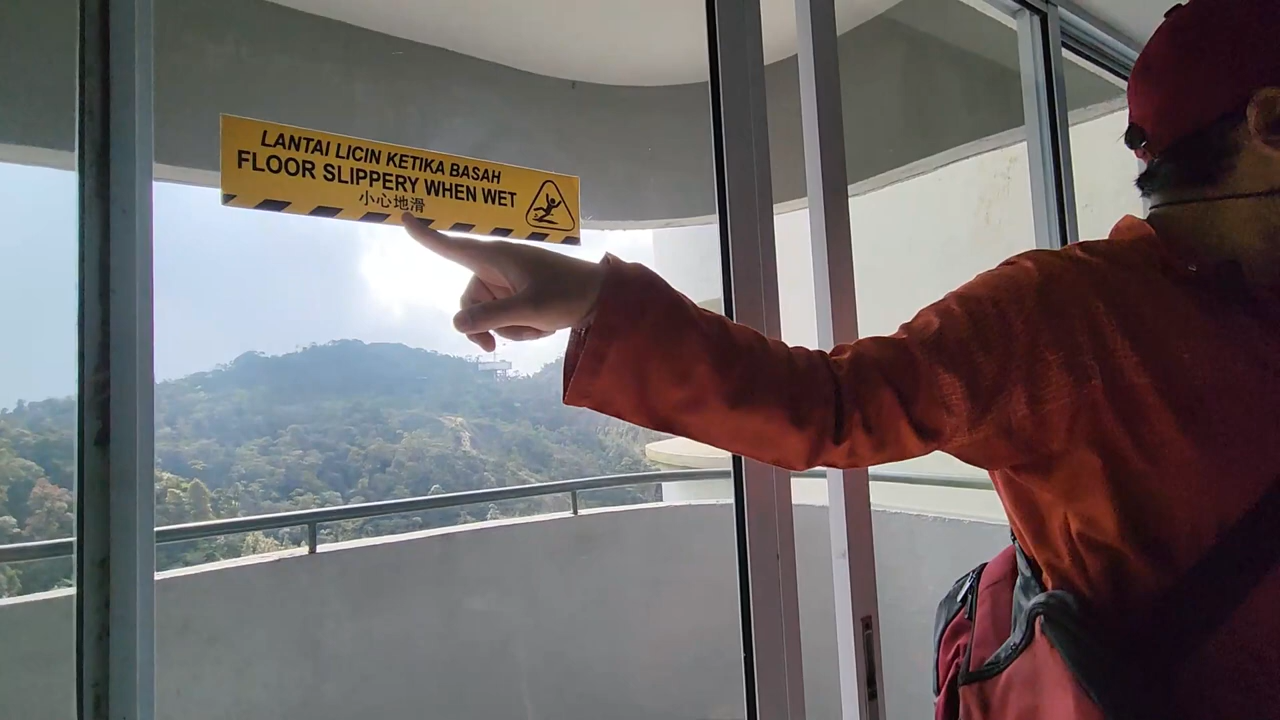 LANTAI LICIN KETIKA BASAH
FLOOR SLIPPERY WHEN WET
小心地滑